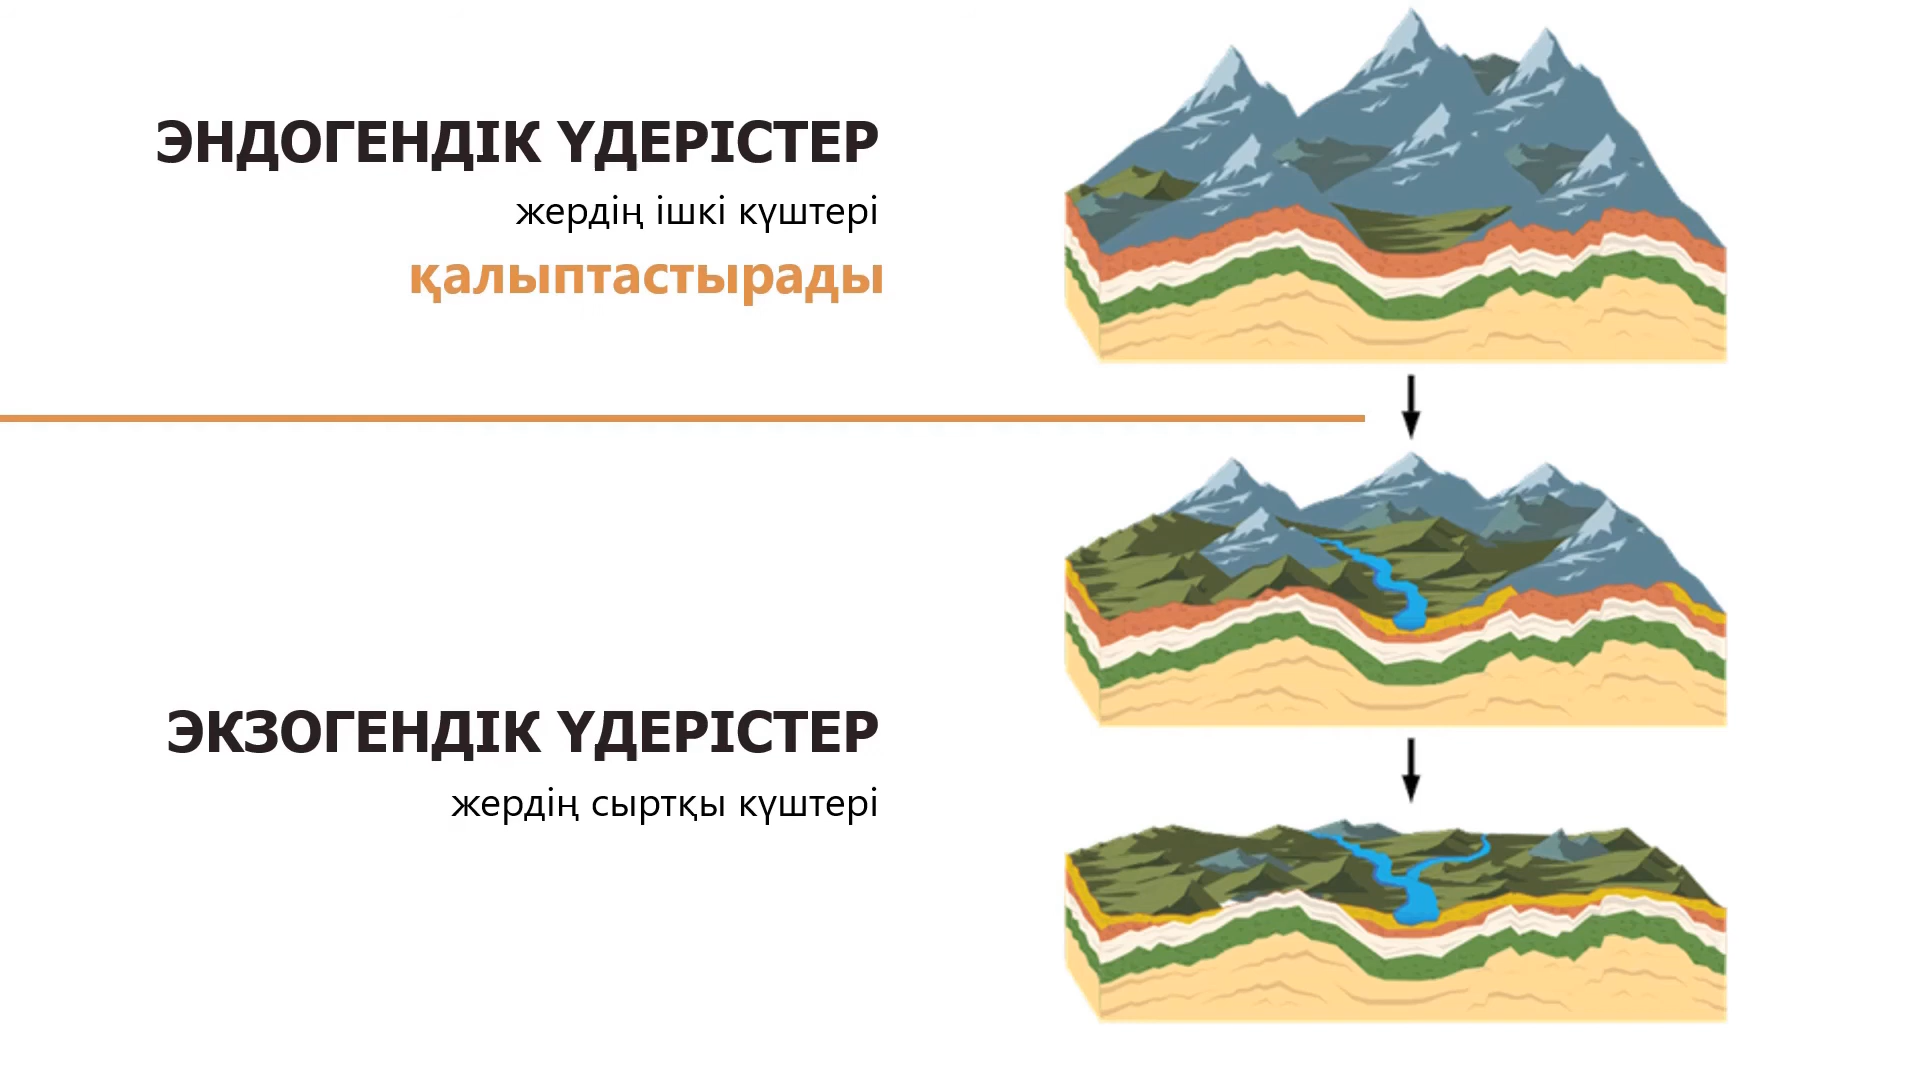 ЭНДОГЕНДІК ҮДЕРІСТЕР
жердің ішкі күштері
қалыптастырады
ЭКЗОГЕНДІК ҮДЕРІСТЕР
жердің сыртқы күштері